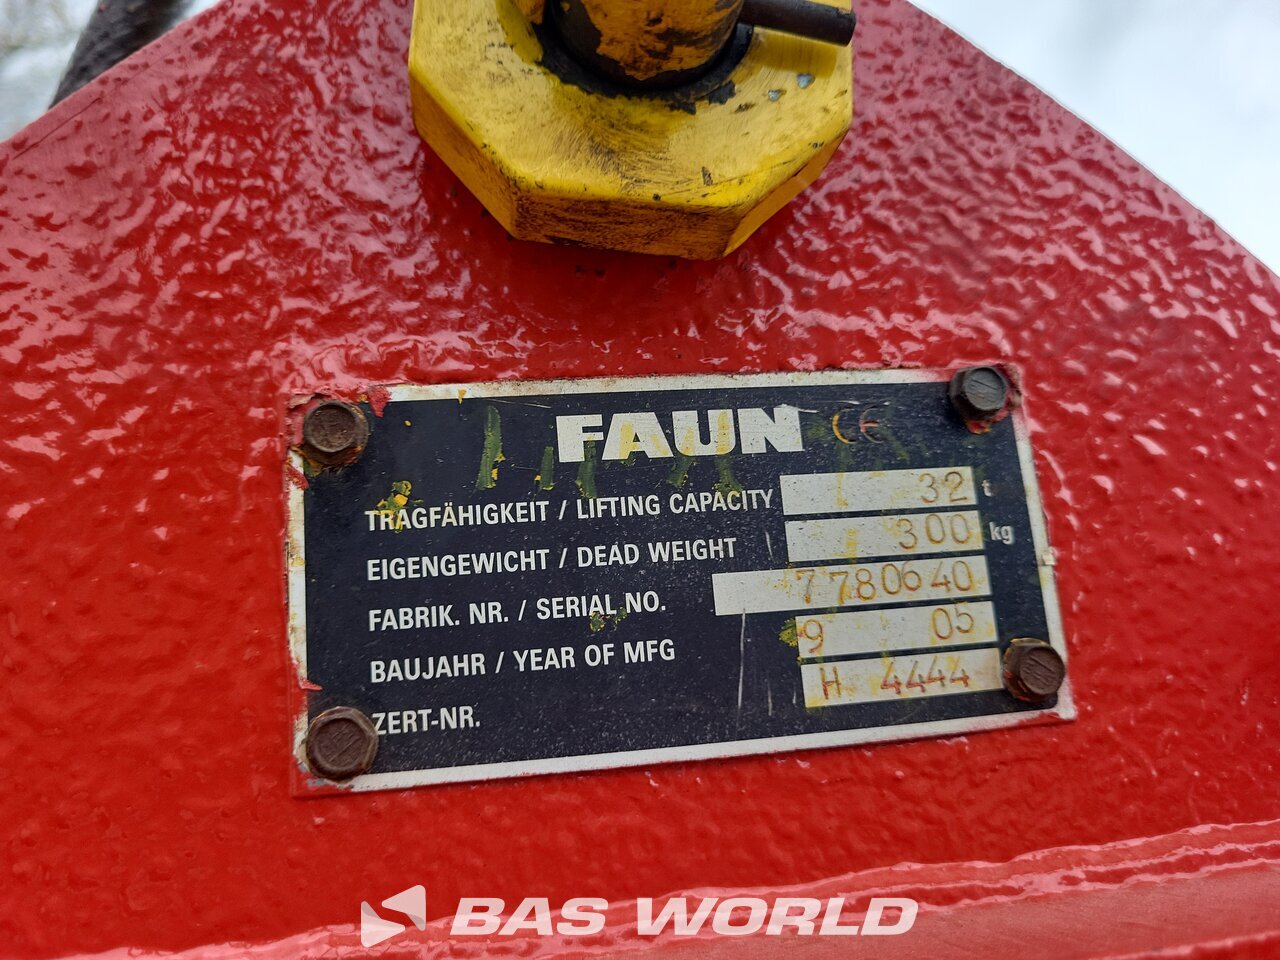 FAUN CE
TRAGFÄHIGKEIT / LIFTING CAPACITY 32 t
EIGENGEWICHT / DEAD WEIGHT 300 kg
FABRIK. NR. / SERIAL NO. 7780640
BAUJAHR / YEAR OF MFG 9 05
ZERT-NR. H 4444
BAS WORLD